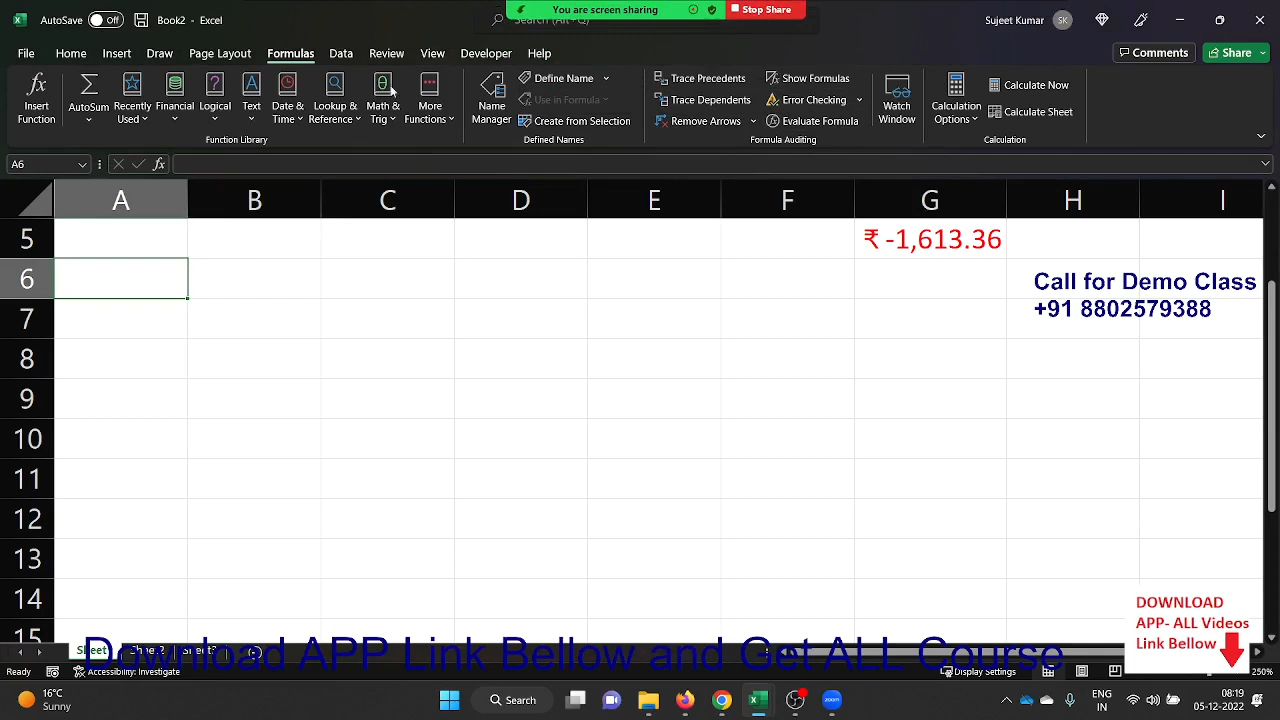 You are screen sharing
Stop Share
AutoSave Off
Book2 - Excel
Search (Alt+Q)
Sujeet Kumar SK
File Home Insert Draw Page Layout Formulas Data Review View Developer Help
Comments Share
Insert Function
AutoSum
Recently Used
Financial
Logical
Text
Date & Time
Lookup & Reference
Math & Trig
More Functions
Function Library
Name Manager
Define Name
Use in Formula
Create from Selection
Defined Names
Trace Precedents
Trace Dependents
Remove Arrows
Show Formulas
Error Checking
Evaluate Formula
Formula Auditing
Watch Window
Calculation Options
Calculate Now
Calculate Sheet
Calculation
A6 fx
A B C D E F G H I
5 ₹ -1,613.36
6
Call for Demo Class
+91 8802579388
7
8
9
10
11
12
13
14
15
DOWNLOAD
APP- ALL Videos
Link Bellow
Download APP Link Bellow and Get ALL Course
Ready
Accessibility: Investigate
Display Settings
250%
16°C
Sunny
Search
zoom
ENG
IN
08:19
05-12-2022